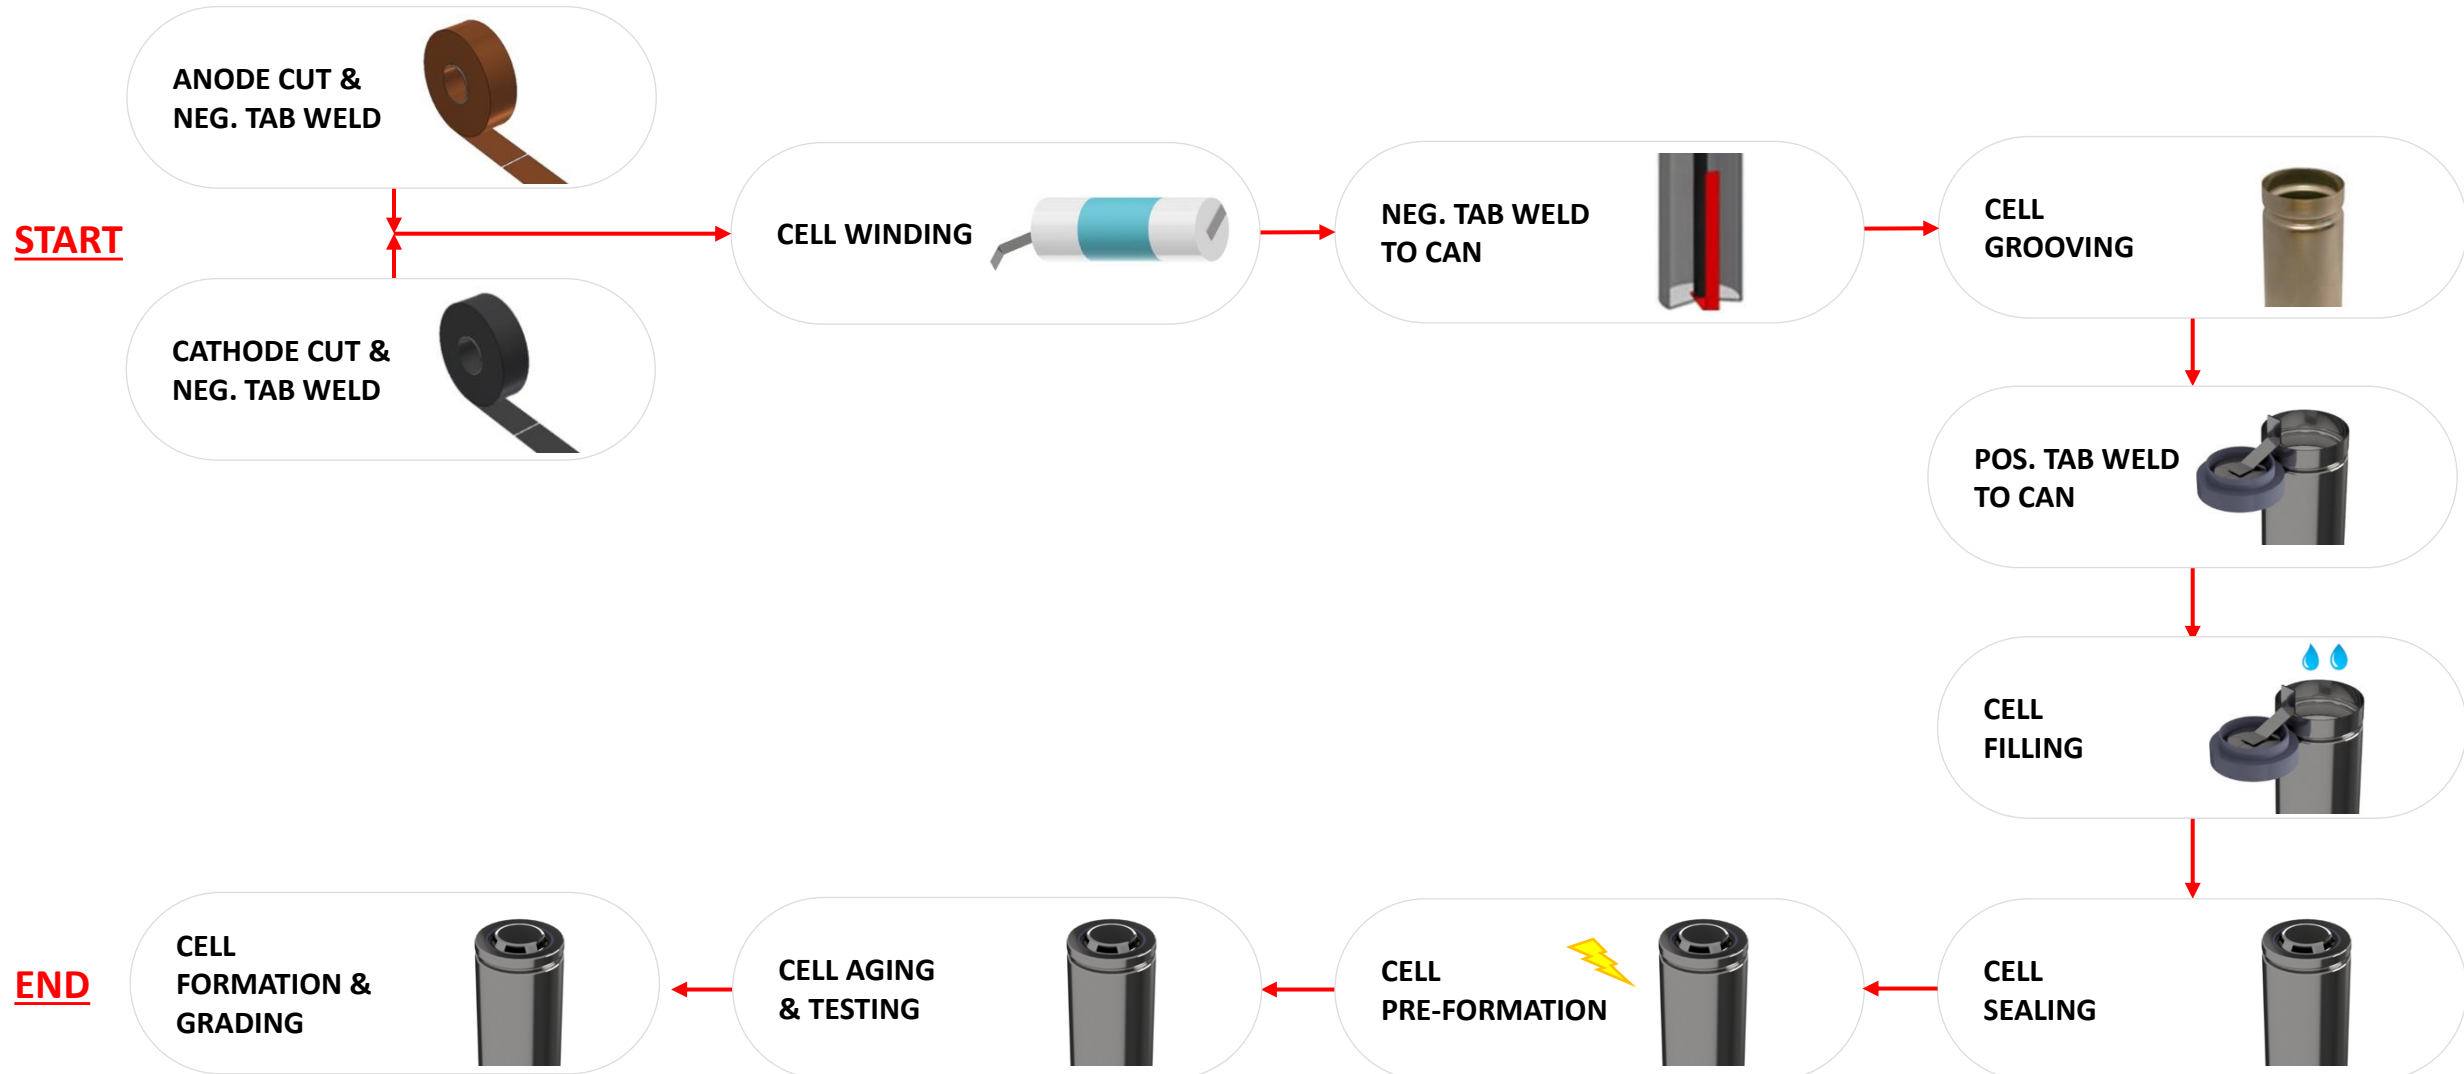 START
ANODE CUT &
NEG. TAB WELD
CATHODE CUT &
NEG. TAB WELD
CELL WINDING
NEG. TAB WELD
TO CAN
CELL
GROOVING
POS. TAB WELD
TO CAN
CELL
FILLING
CELL
SEALING
CELL
PRE-FORMATION
CELL AGING
& TESTING
CELL
FORMATION &
GRADING
END